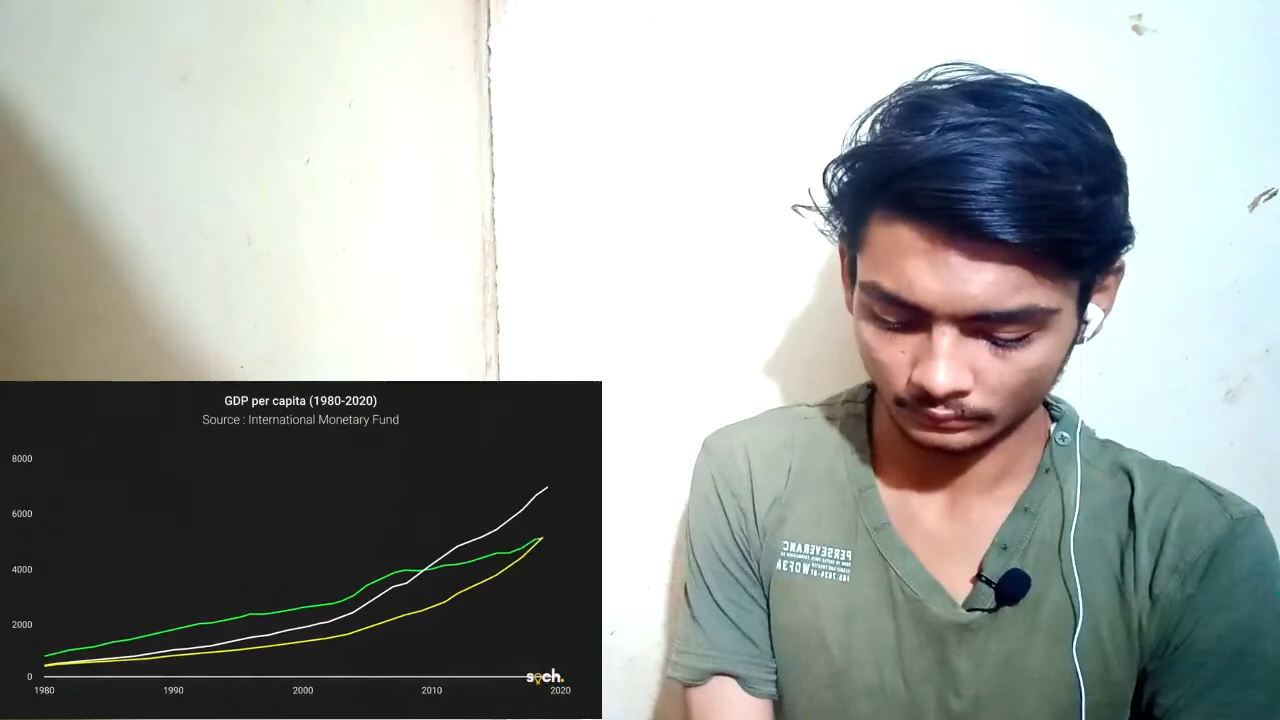 GDP per capita (1980-2020)
Source : International Monetary Fund
8000
6000
4000
2000
0
1980 1990 2000 2010 2020
soch.
PERSEVERANC